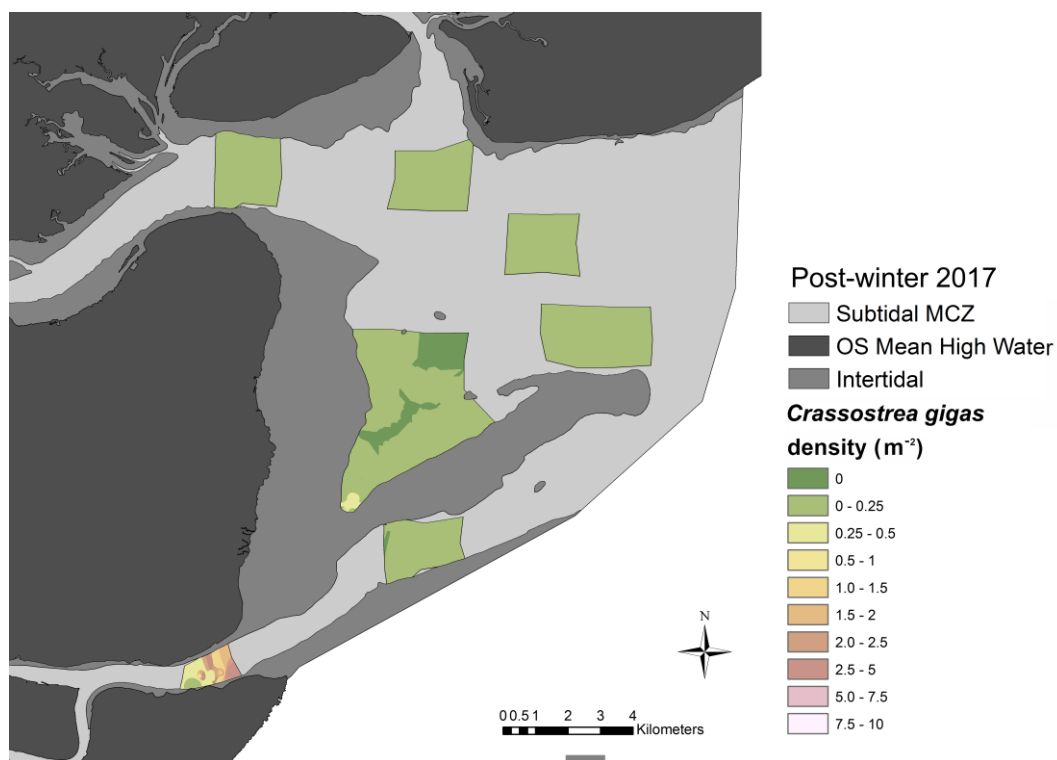 Post-winter 2017
Subtidal MCZ
OS Mean High Water
Intertidal
Crassostrea gigas
density (m⁻²)
0
0 - 0.25
0.25 - 0.5
0.5 - 1
1.0 - 1.5
1.5 - 2
2.0 - 2.5
2.5 - 5
5.0 - 7.5
7.5 - 10
N
0 0.5 1 2 3 4
Kilometers